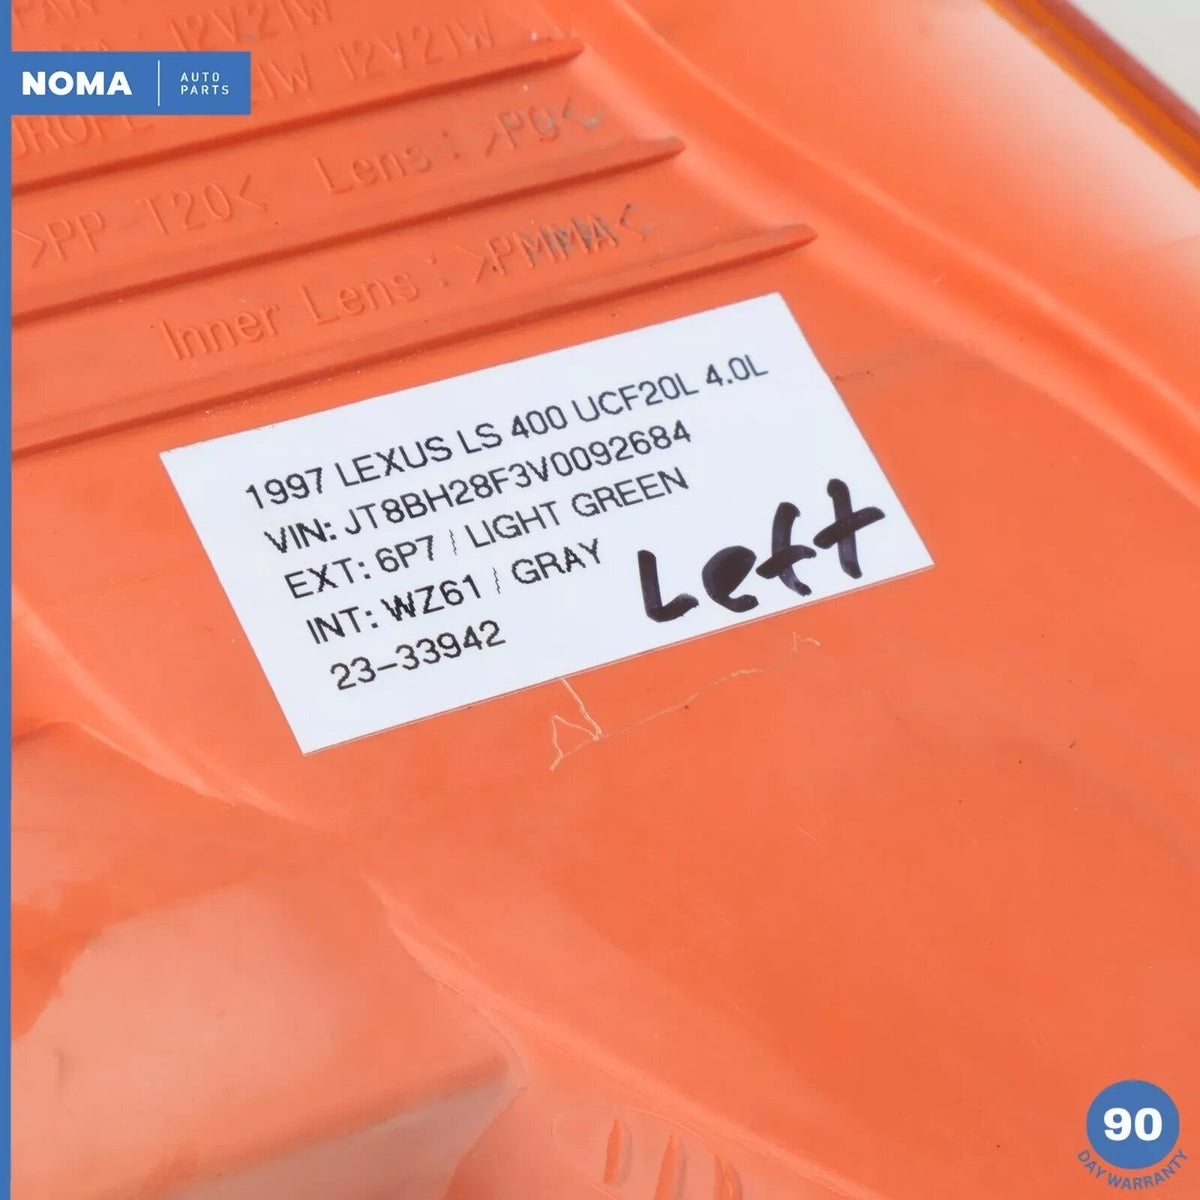 12V21W
12V21W
NOMA
AUTO
PARTS
>PP-T20<
Lens:
Inner Lens: >PMMA<
1997 LEXUS LS 400 UCF20L 4.0L
VIN: JT8BH28F3V0092684
EXT: 6P7 / LIGHT GREEN
INT: WZ61 / GRAY
23-33942
Left
90
DAY WARRANTY